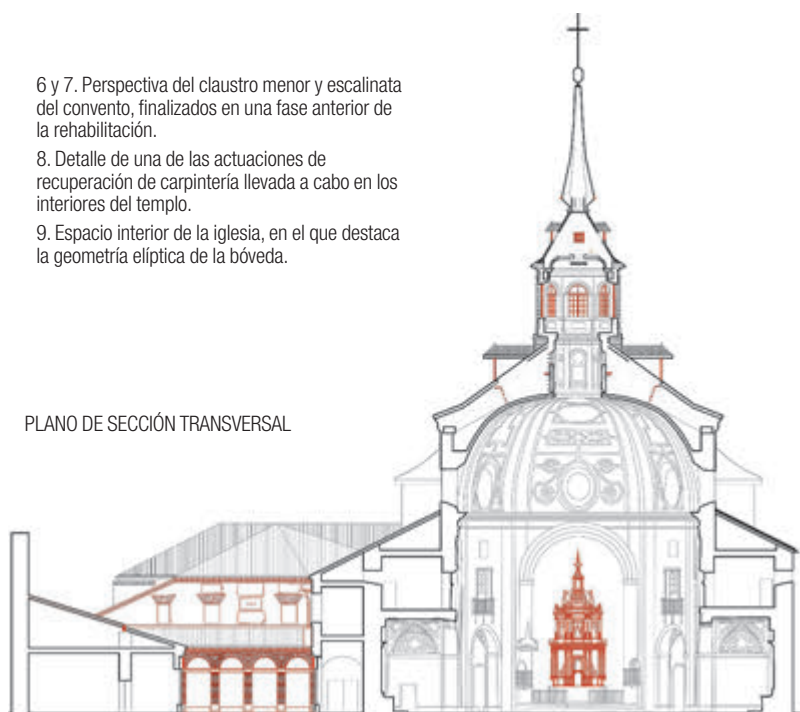 6 y 7. Perspectiva del claustro menor y escalinata
del convento, finalizados en una fase anterior de
la rehabilitación.
8. Detalle de una de las actuaciones de
recuperación de carpintería llevada a cabo en los
interiores del templo.
9. Espacio interior de la iglesia, en el que destaca
la geometría elíptica de la bóveda.
PLANO DE SECCIÓN TRANSVERSAL